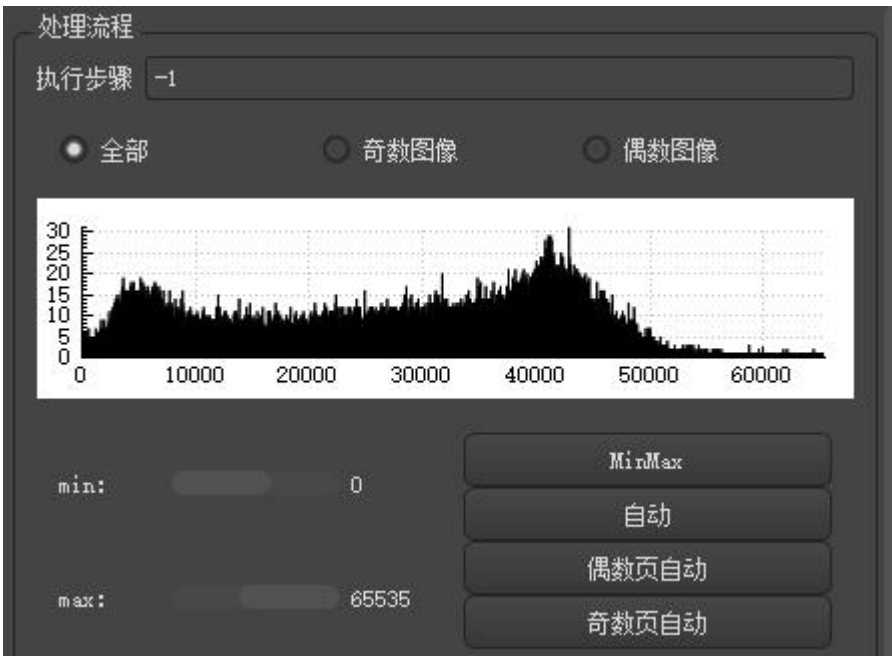 处理流程
执行步骤 -1
全部 奇数图像 偶数图像
30
25
20
15
10
5
0
0 10000 20000 30000 40000 50000 60000
MinMax
min: 0
自动
偶数页自动
max: 65535
奇数页自动